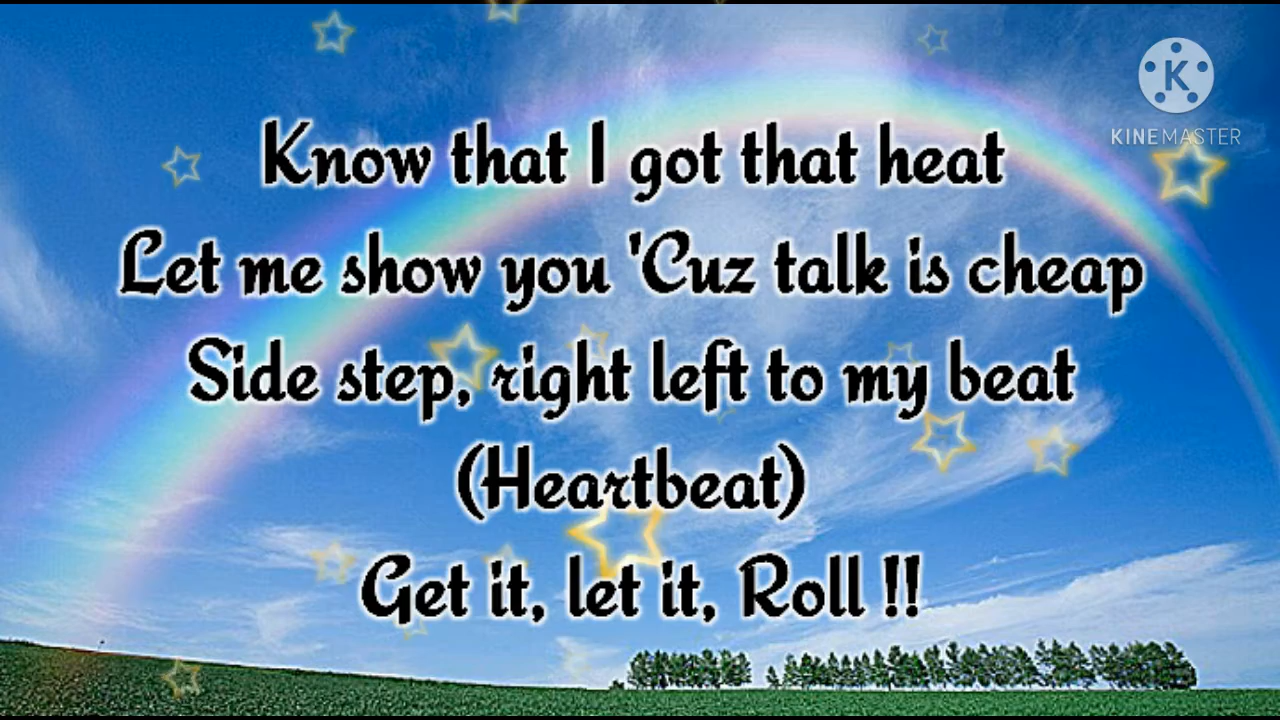 KINEMASTER
Know that I got that heat
Let me show you 'Cuz talk is cheap
Side step, right left to my beat
(Heartbeat)
Get it, let it, Roll !!